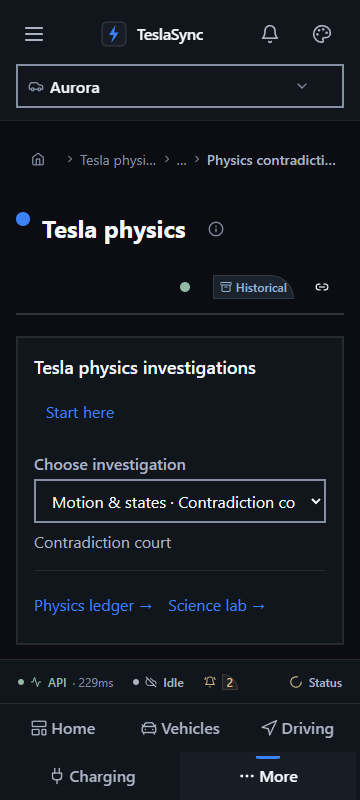 TeslaSync
Aurora
Tesla physi... > ... > Physics contradicti...
Tesla physics
Historical
Tesla physics investigations
Start here
Choose investigation
Motion & states · Contradiction co
Contradiction court
Physics ledger → Science lab →
API · 229ms Idle 2 Status
Home Vehicles Driving
Charging ··· More